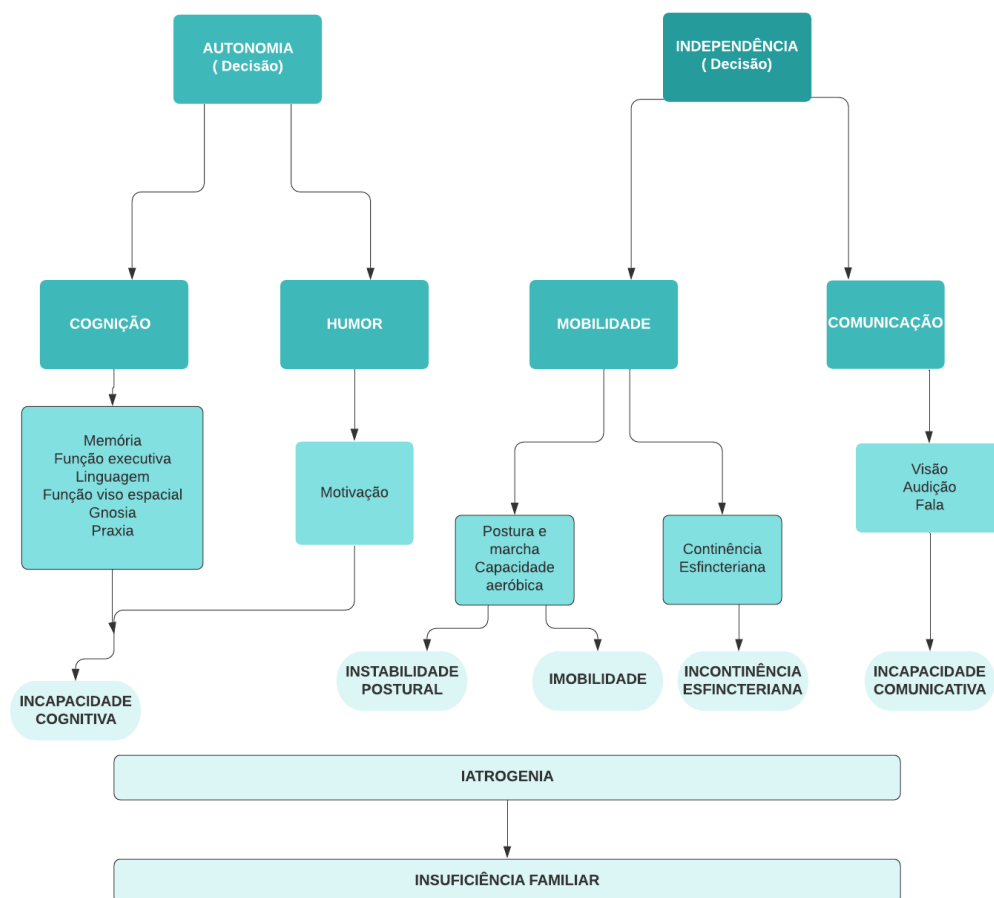 AUTONOMIA
( Decisão)
INDEPENDÊNCIA
( Decisão)
COGNIÇÃO
HUMOR
MOBILIDADE
COMUNICAÇÃO
Memória
Função executiva
Linguagem
Função viso espacial
Gnosia
Praxia
Motivação
Postura e
marcha
Capacidade
aeróbica
Continência
Esfincteriana
Visão
Audição
Fala
INCAPACIDADE
COGNITIVA
INSTABILIDADE
POSTURAL
IMOBILIDADE
INCONTINÊNCIA
ESFINCTERIANA
INCAPACIDADE
COMUNICATIVA
IATROGENIA
INSUFICIÊNCIA FAMILIAR